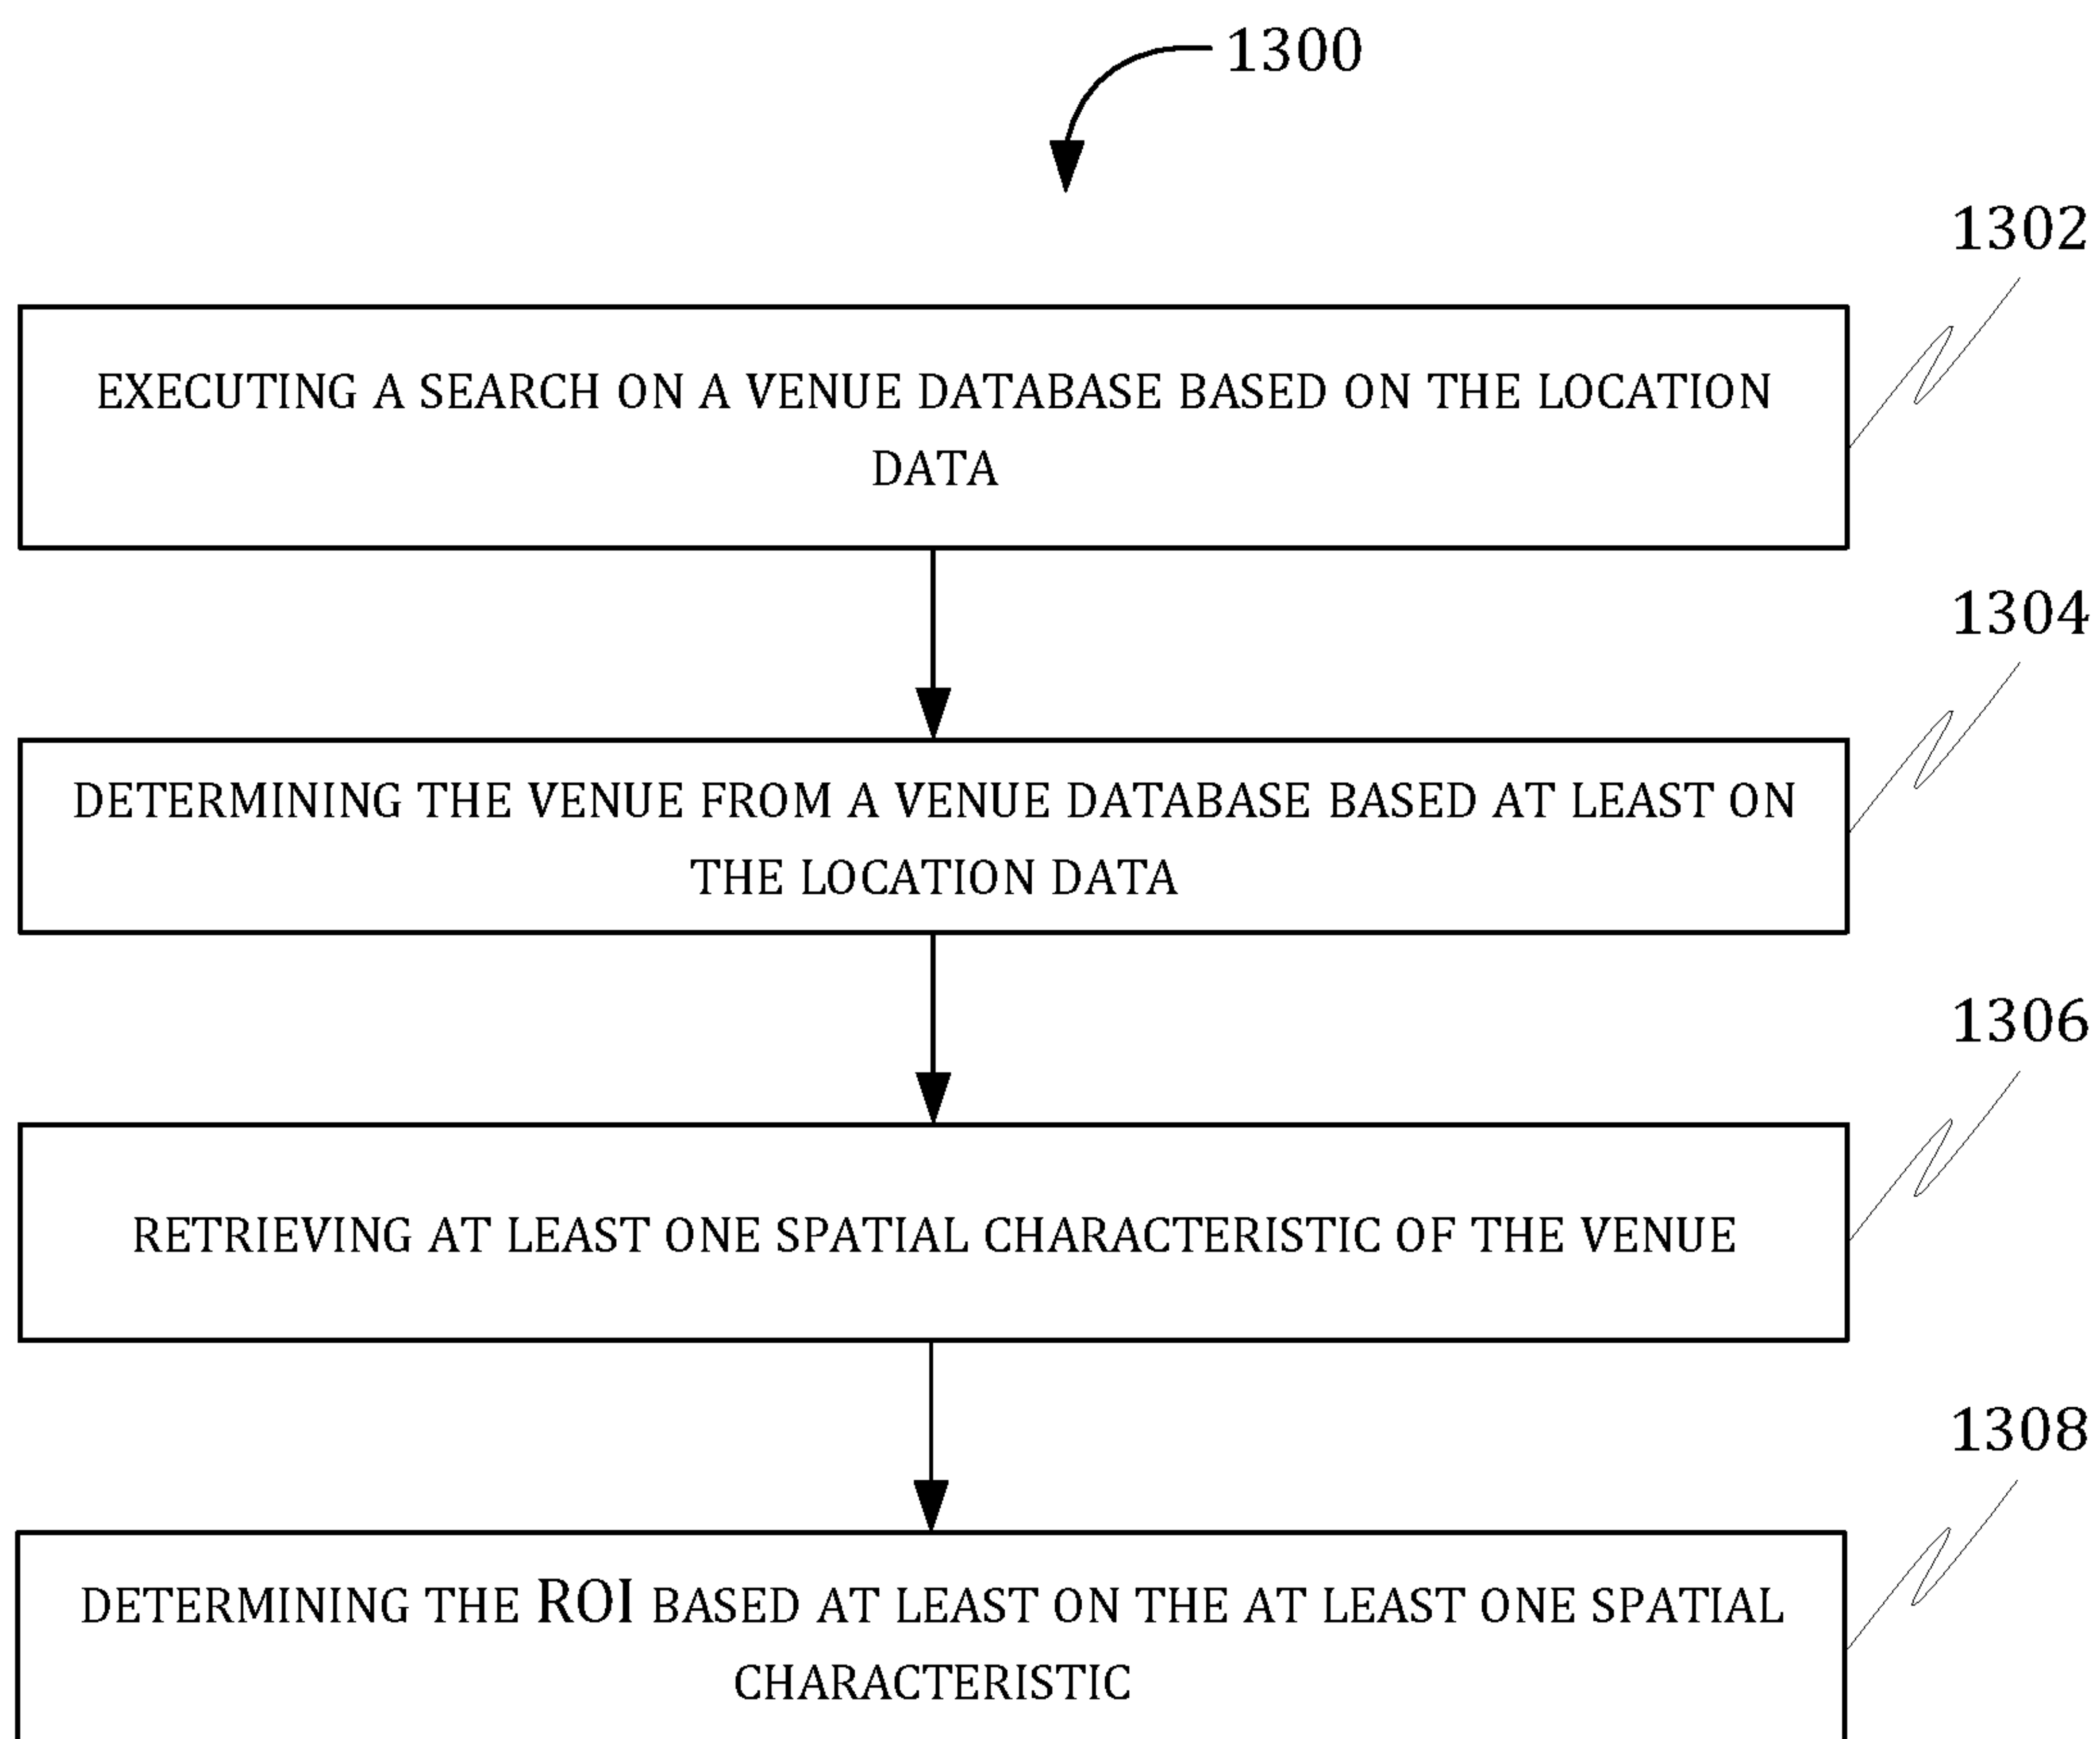 1300
1302
EXECUTING A SEARCH ON A VENUE DATABASE BASED ON THE LOCATION
DATA
1304
DETERMINING THE VENUE FROM A VENUE DATABASE BASED AT LEAST ON
THE LOCATION DATA
1306
RETRIEVING AT LEAST ONE SPATIAL CHARACTERISTIC OF THE VENUE
1308
DETERMINING THE ROI BASED AT LEAST ON THE AT LEAST ONE SPATIAL
CHARACTERISTIC